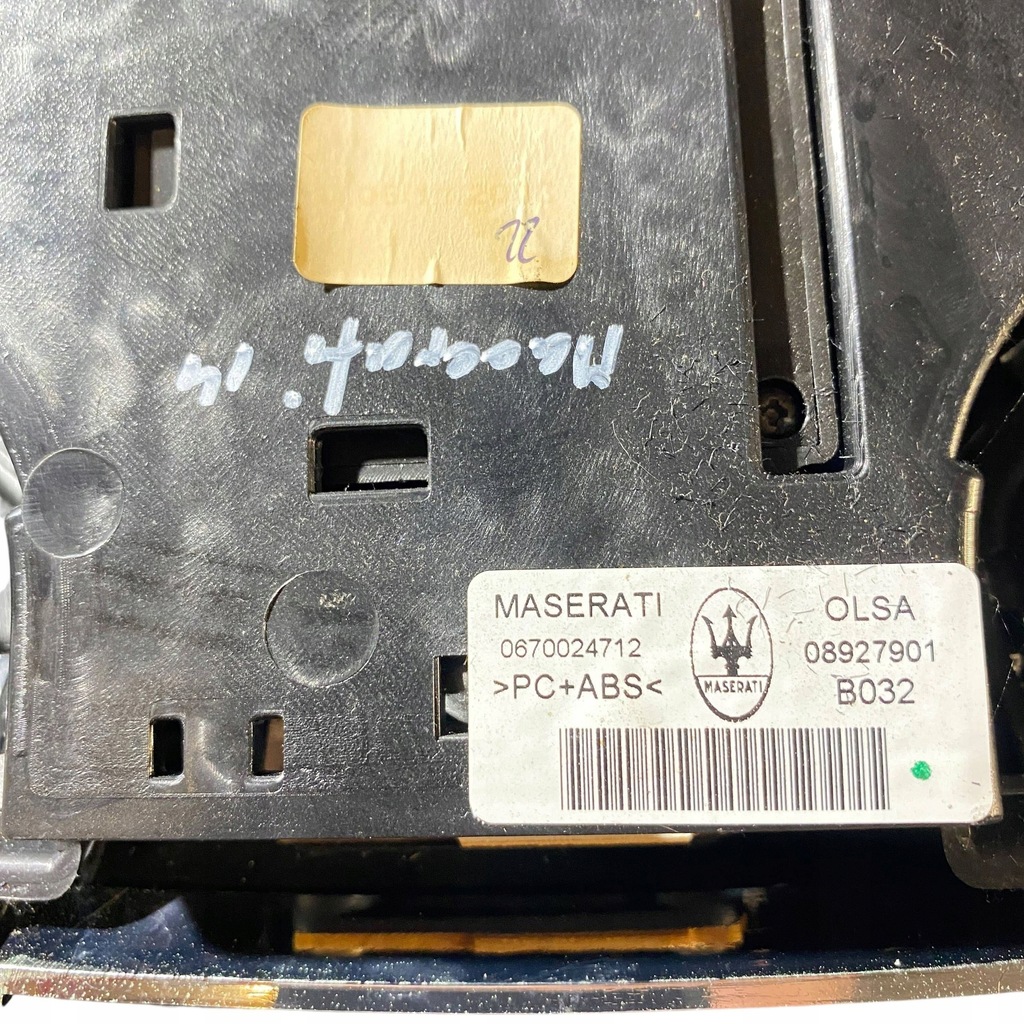 Maserati '14
MASERATI
0670024712
>PC+ABS<
MASERATI
OLSA
08927901
B032